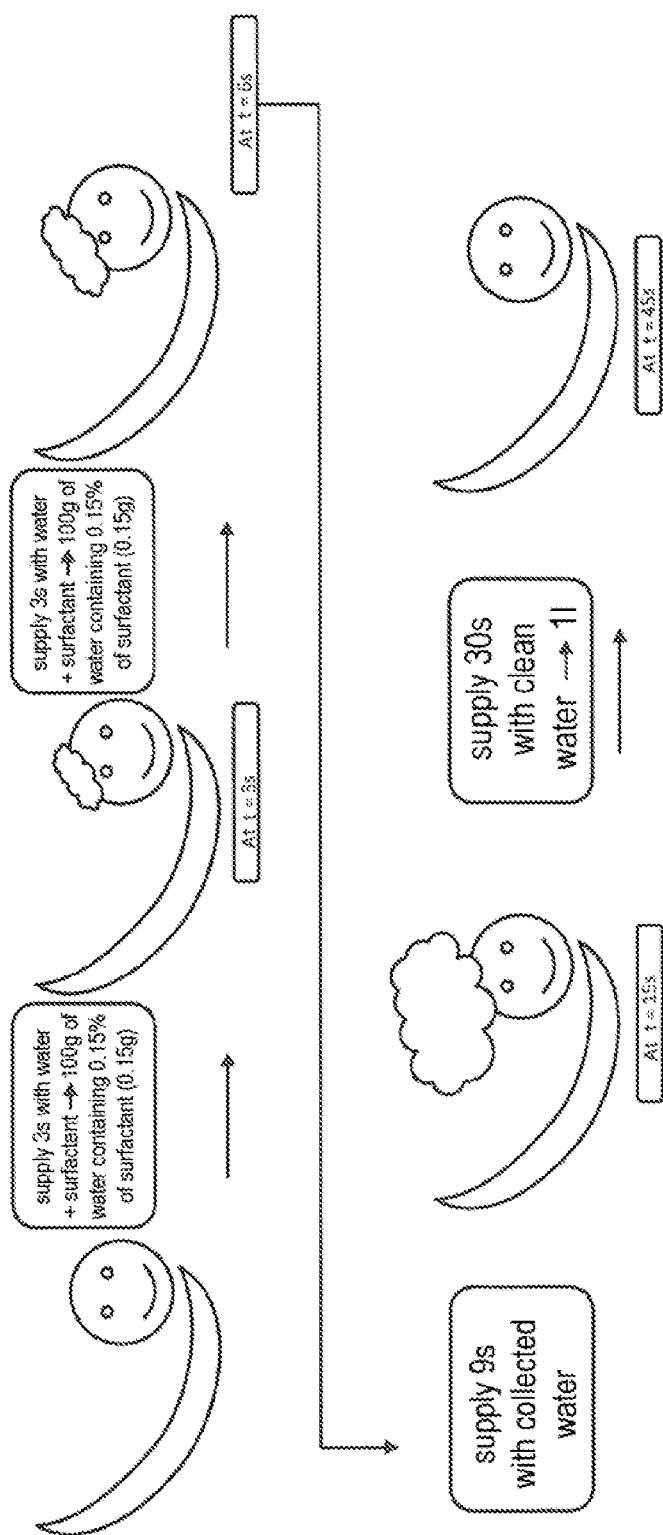 supply 3s with water
+ surfactant → 100g of
water containing 0.15%
of surfactant (0.15g)
At t = 3s
supply 3s with water
+ surfactant → 100g of
water containing 0.15%
of surfactant (0.15g)
At t = 6s
supply 9s
with collected
water
At t = 15s
supply 30s
with clean
water → 1l
At t = 45s